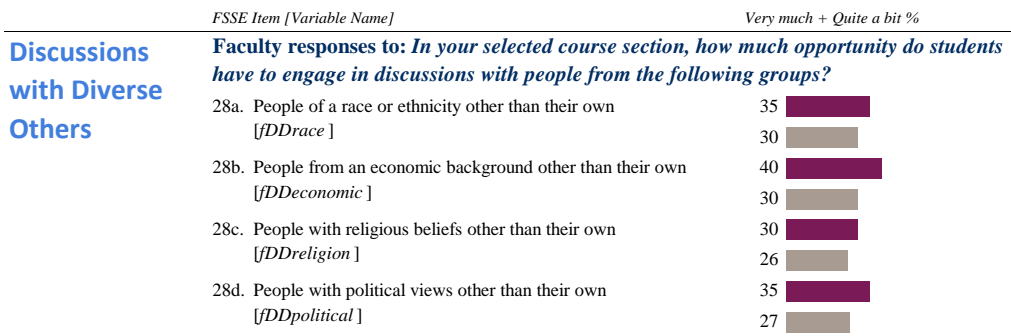 FSSE Item [Variable Name] Very much + Quite a bit %
Discussions with Diverse Others
Faculty responses to: In your selected course section, how much opportunity do students
have to engage in discussions with people from the following groups?
28a. People of a race or ethnicity other than their own 35
[fDDrace ] 30
28b. People from an economic background other than their own 40
[fDDeconomic ] 30
28c. People with religious beliefs other than their own 30
[fDDreligion ] 26
28d. People with political views other than their own 35
[fDDpolitical ] 27